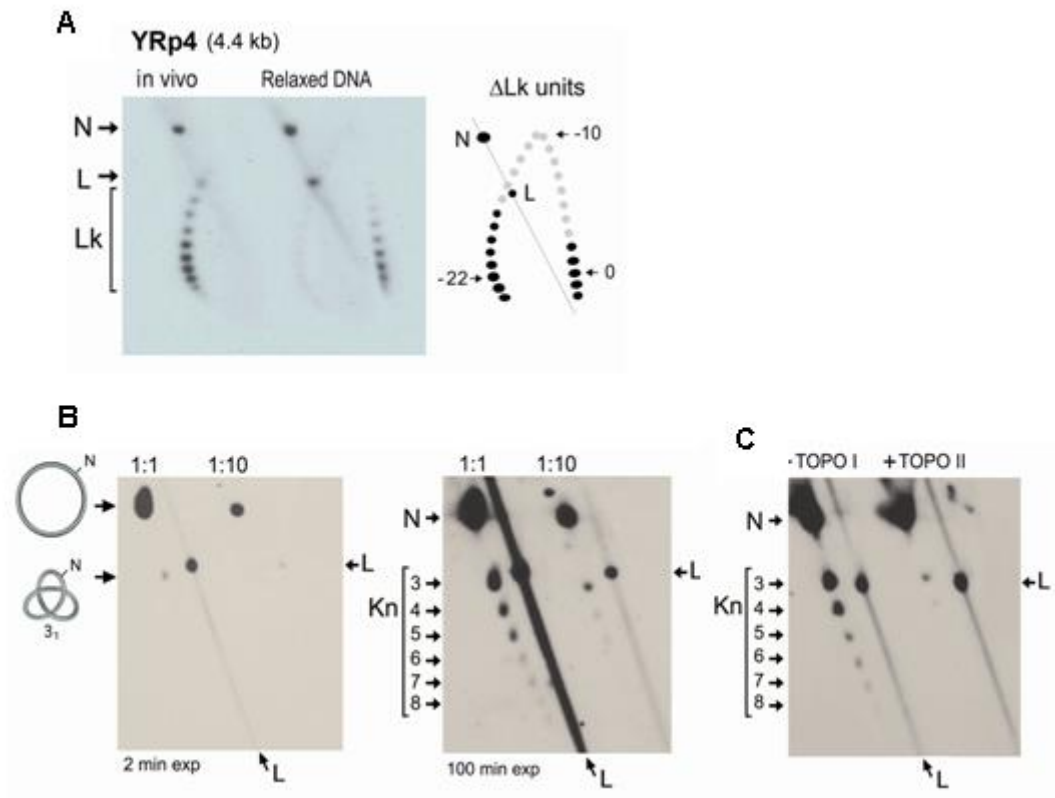 A
YRp4 (4.4 kb)
in vivo Relaxed DNA
ΔLk units
N
L
Lk
N
L
-10
-22
0
B
1:1 1:10
N
N
3₁
L
L
2 min exp
1:1 1:10
N
Kn
3
4
5
6
7
8
L
L
100 min exp
C
- TOPO I + TOPO II
N
Kn
3
4
5
6
7
8
L
L